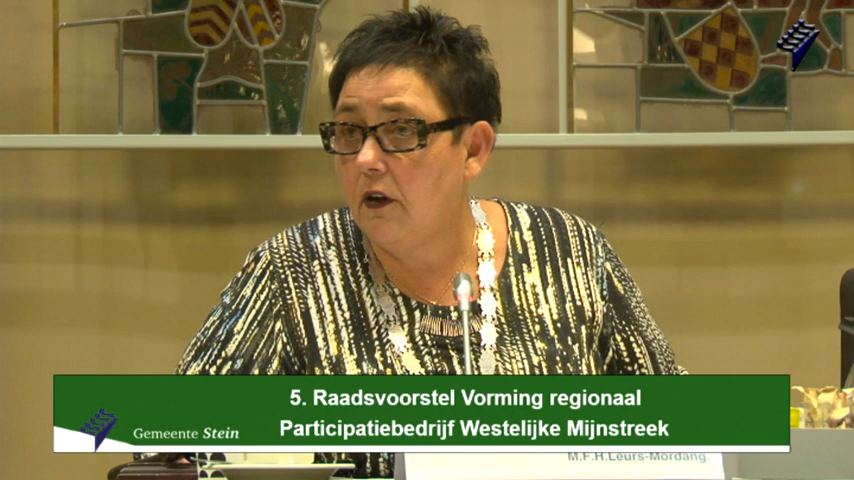 5. Raadsvoorstel Vorming regionaal
Participatiebedrijf Westelijke Mijnstreek
Gemeente Stein
M.F.H.Leurs-Mordang.